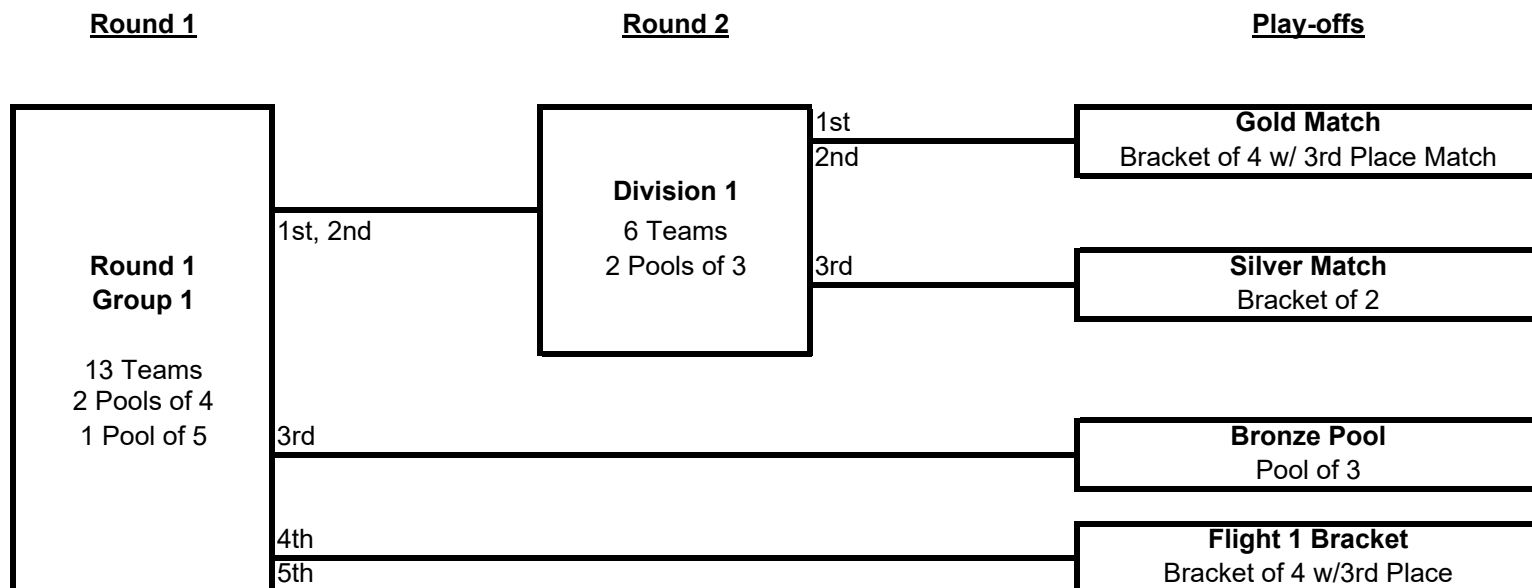 Round 1
Round 2
Play-offs
Round 1
Group 1
13 Teams
2 Pools of 4
1 Pool of 5
1st, 2nd
3rd
4th
5th
Division 1
6 Teams
2 Pools of 3
1st
2nd
3rd
Gold Match
Bracket of 4 w/ 3rd Place Match
Silver Match
Bracket of 2
Bronze Pool
Pool of 3
Flight 1 Bracket
Bracket of 4 w/3rd Place